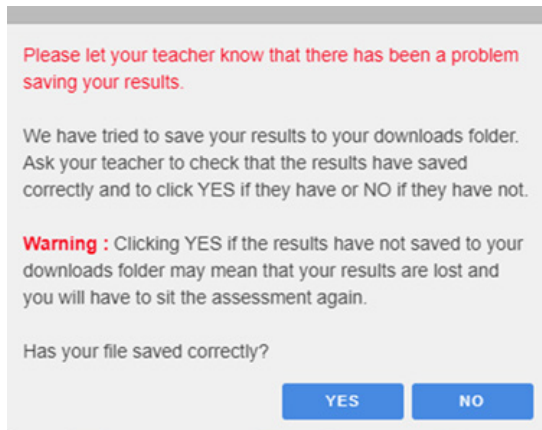 Please let your teacher know that there has been a problem
saving your results.
We have tried to save your results to your downloads folder.
Ask your teacher to check that the results have saved
correctly and to click YES if they have or NO if they have not.
Warning : Clicking YES if the results have not saved to your
downloads folder may mean that your results are lost and
you will have to sit the assessment again.
Has your file saved correctly?
YES NO